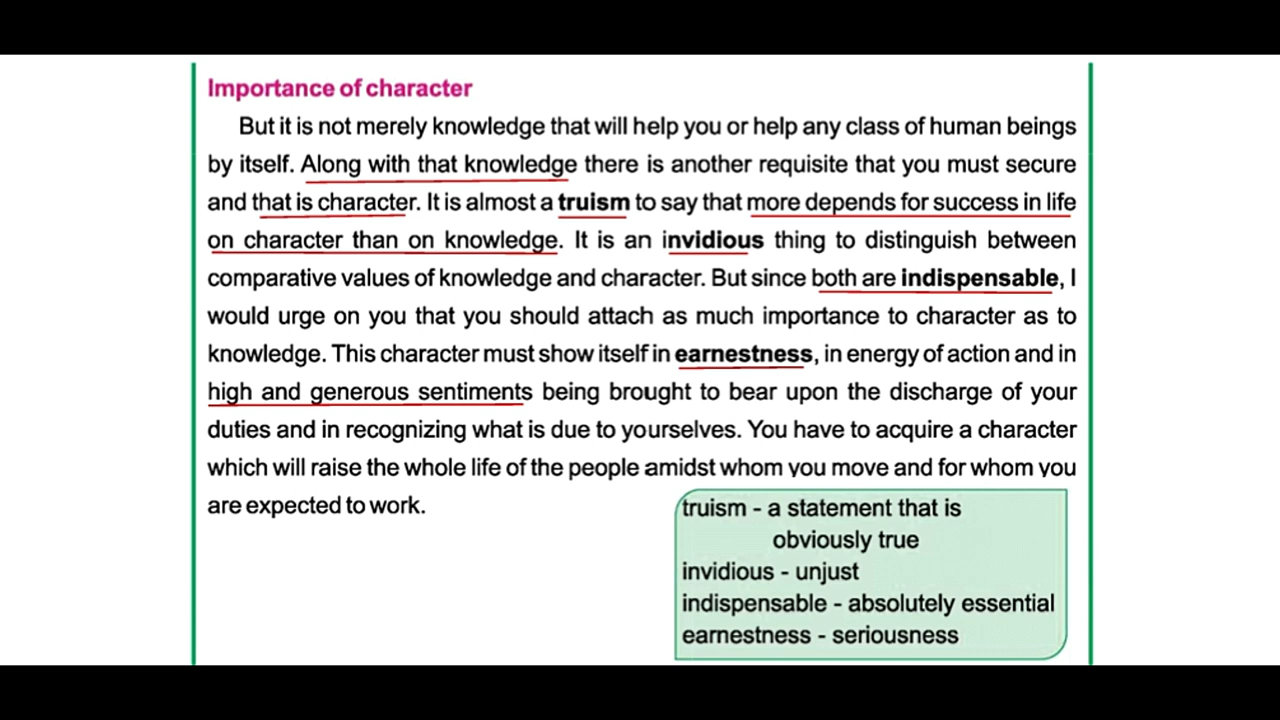 Importance of character
But it is not merely knowledge that will help you or help any class of human beings
by itself. Along with that knowledge there is another requisite that you must secure
and that is character. It is almost a truism to say that more depends for success in life
on character than on knowledge. It is an invidious thing to distinguish between
comparative values of knowledge and character. But since both are indispensable, I
would urge on you that you should attach as much importance to character as to
knowledge. This character must show itself in earnestness, in energy of action and in
high and generous sentiments being brought to bear upon the discharge of your
duties and in recognizing what is due to yourselves. You have to acquire a character
which will raise the whole life of the people amidst whom you move and for whom you
are expected to work.
truism - a statement that is
obviously true
invidious - unjust
indispensable - absolutely essential
earnestness - seriousness